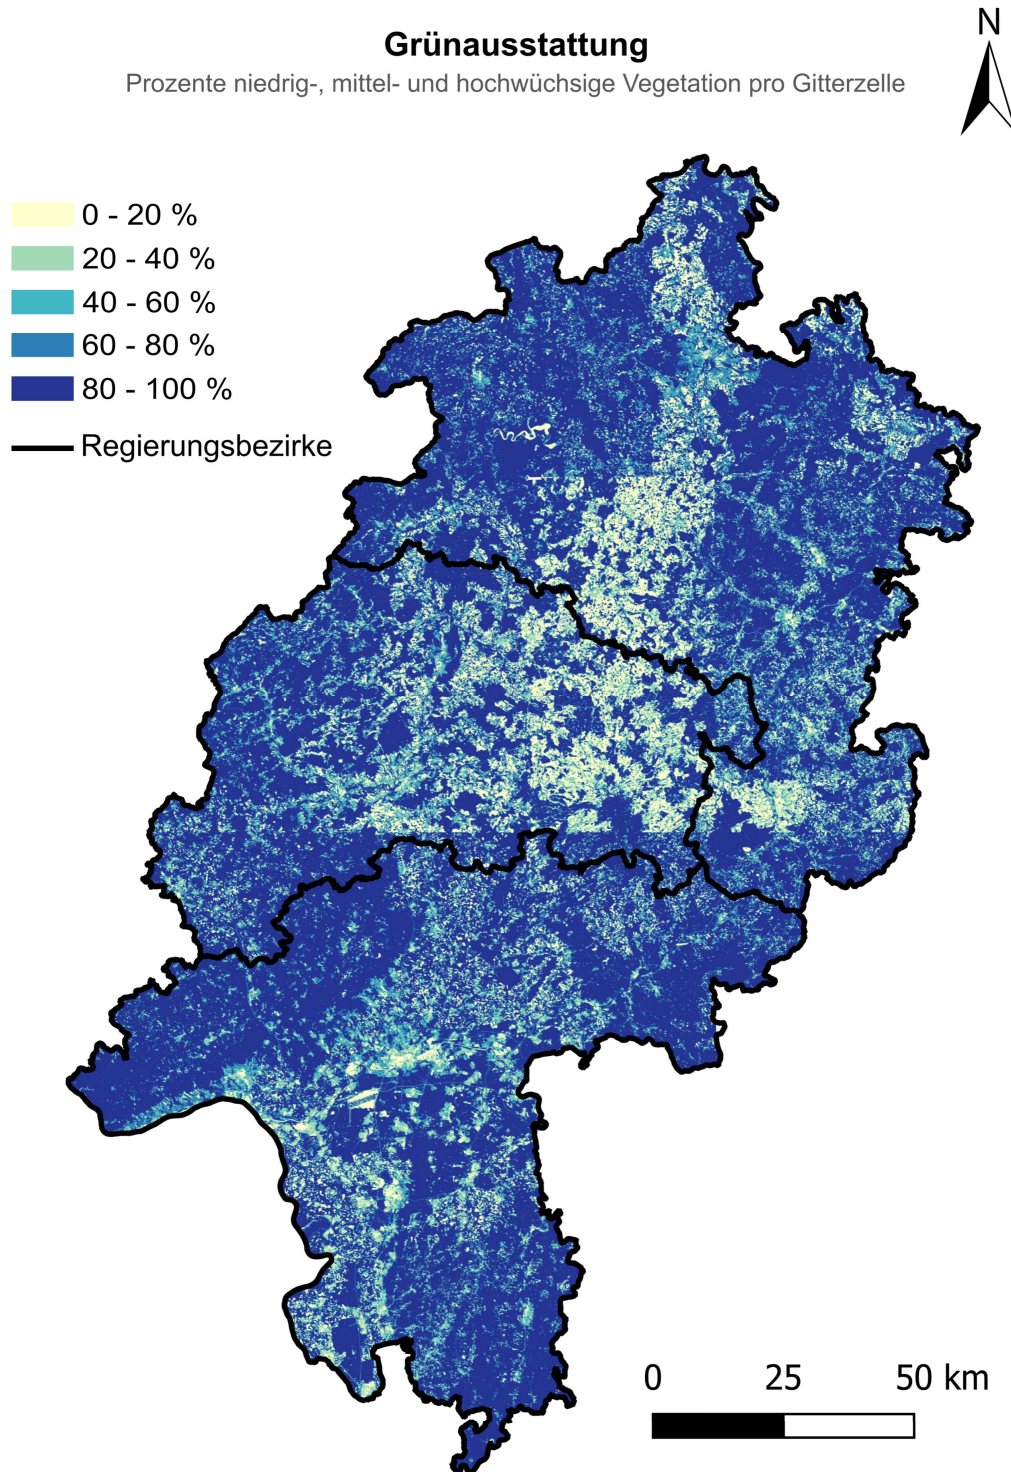 Grünausstattung
Prozente niedrig-, mittel- und hochwüchsige Vegetation pro Gitterzelle
N
0 - 20 %
20 - 40 %
40 - 60 %
60 - 80 %
80 - 100 %
Regierungsbezirke
0 25 50 km